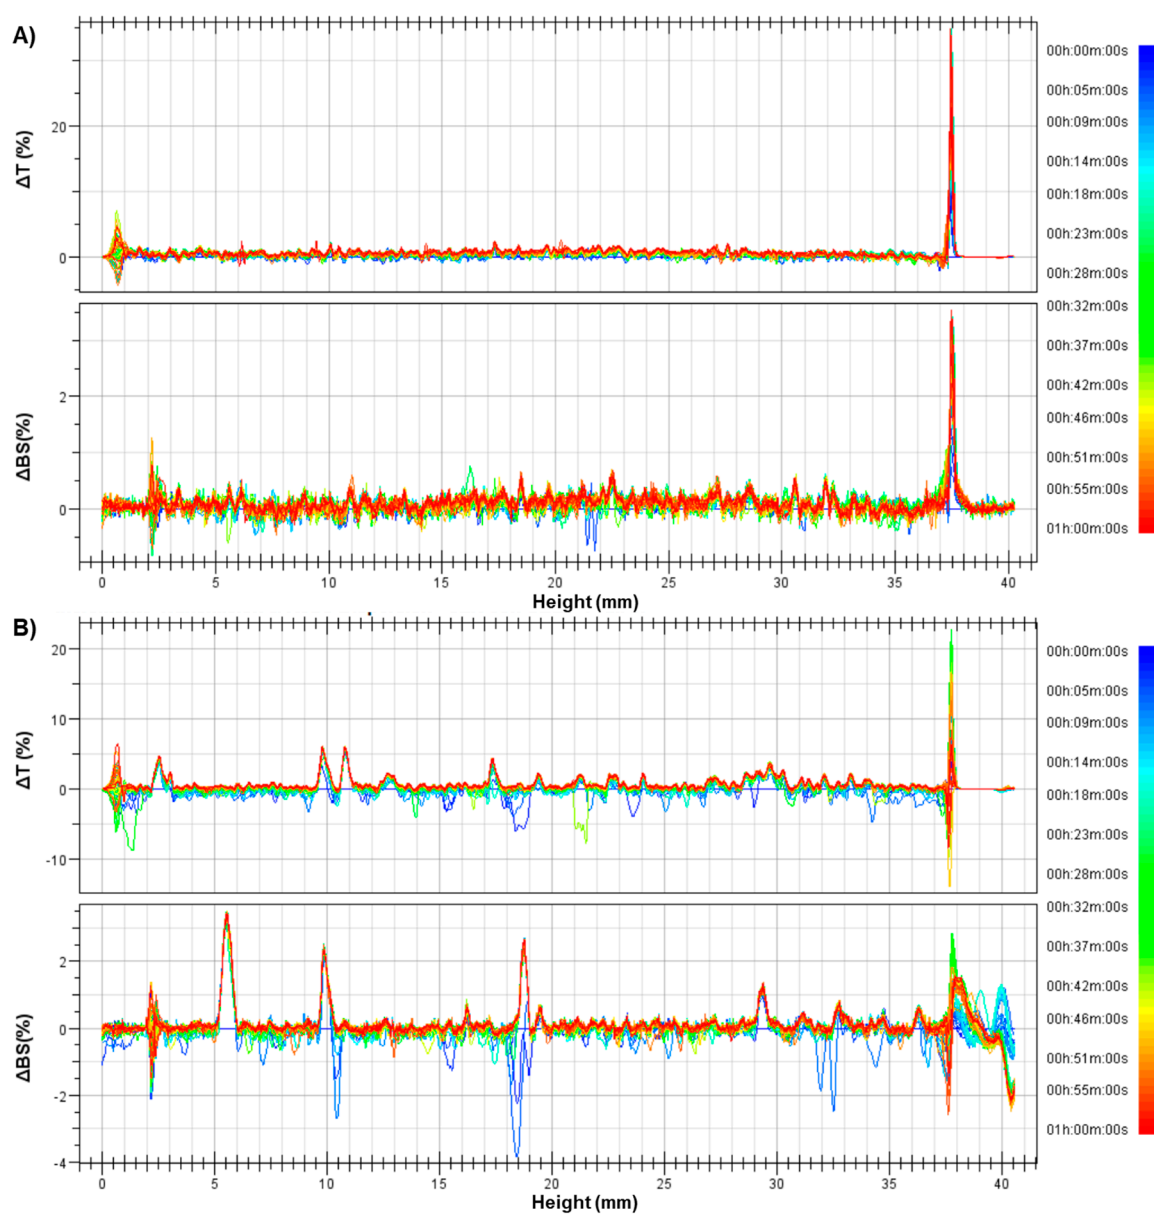 A)
ΔT (%)
20
0
ΔBS(%)
2
0
0 5 10 15 20 25 30 35 40
Height (mm)
00h:00m:00s
00h:05m:00s
00h:09m:00s
00h:14m:00s
00h:18m:00s
00h:23m:00s
00h:28m:00s
00h:32m:00s
00h:37m:00s
00h:42m:00s
00h:46m:00s
00h:51m:00s
00h:55m:00s
01h:00m:00s
B)
ΔT (%)
20
10
0
-10
ΔBS(%)
2
0
-2
-4
0 5 10 15 20 25 30 35 40
Height (mm)
00h:00m:00s
00h:05m:00s
00h:09m:00s
00h:14m:00s
00h:18m:00s
00h:23m:00s
00h:28m:00s
00h:32m:00s
00h:37m:00s
00h:42m:00s
00h:46m:00s
00h:51m:00s
00h:55m:00s
01h:00m:00s